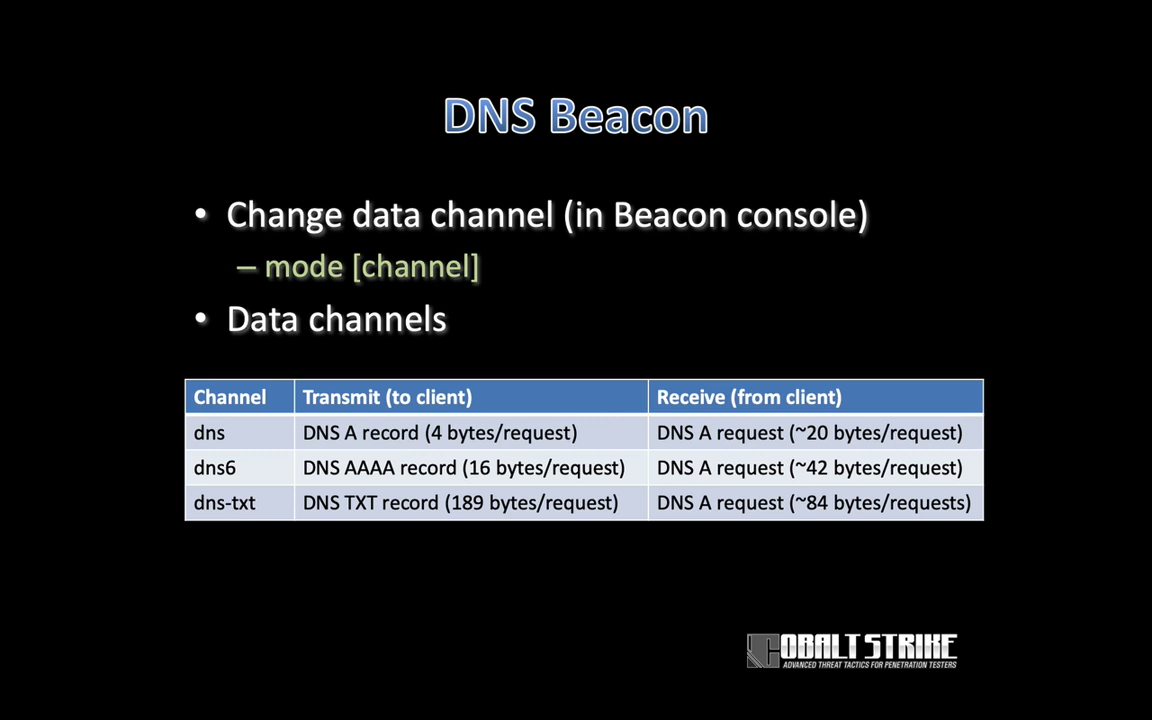 DNS Beacon
• Change data channel (in Beacon console)
– mode [channel]
• Data channels
Channel Transmit (to client) Receive (from client)
dns DNS A record (4 bytes/request) DNS A request (~20 bytes/request)
dns6 DNS AAAA record (16 bytes/request) DNS A request (~42 bytes/request)
dns-txt DNS TXT record (189 bytes/request) DNS A request (~84 bytes/requests)
COBALT STRIKE
ADVANCED THREAT TACTICS FOR PENETRATION TESTERS